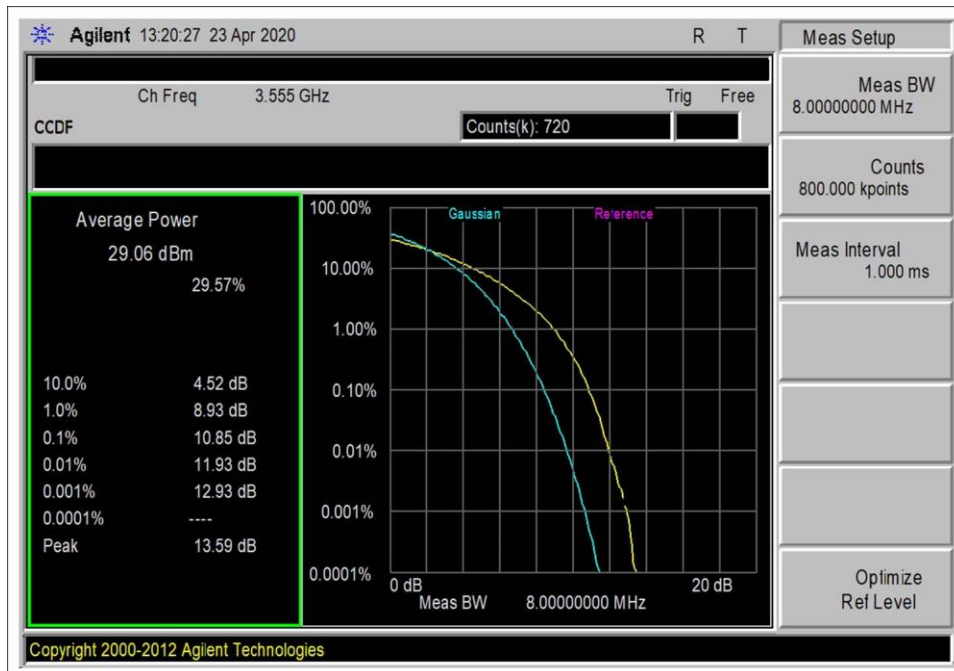 Agilent 13:20:27 23 Apr 2020 R T
Meas Setup
Ch Freq 3.555 GHz Trig Free
CCDF Counts(k): 720
Average Power
29.06 dBm
29.57%
10.0% 4.52 dB
1.0% 8.93 dB
0.1% 10.85 dB
0.01% 11.93 dB
0.001% 12.93 dB
0.0001% ----
Peak 13.59 dB
Gaussian Reference
100.00%
10.00%
1.00%
0.10%
0.01%
0.001%
0.0001%
0 dB 20 dB
Meas BW 8.00000000 MHz
Meas BW
8.00000000 MHz
Counts
800.000 kpoints
Meas Interval
1.000 ms
Optimize
Ref Level
Copyright 2000-2012 Agilent Technologies